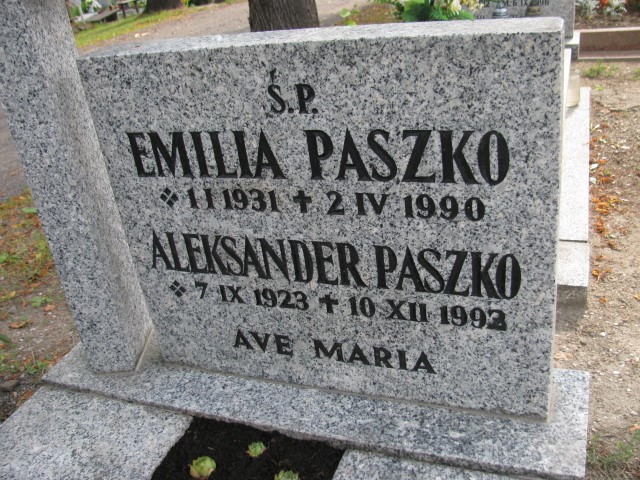 Ś.P.
EMILIA PASZKO
1 I 1931 ✝ 2 IV 1990
ALEKSANDER PASZKO
7 IX 1923 ✝ 10 XII 1993
AVE MARIA